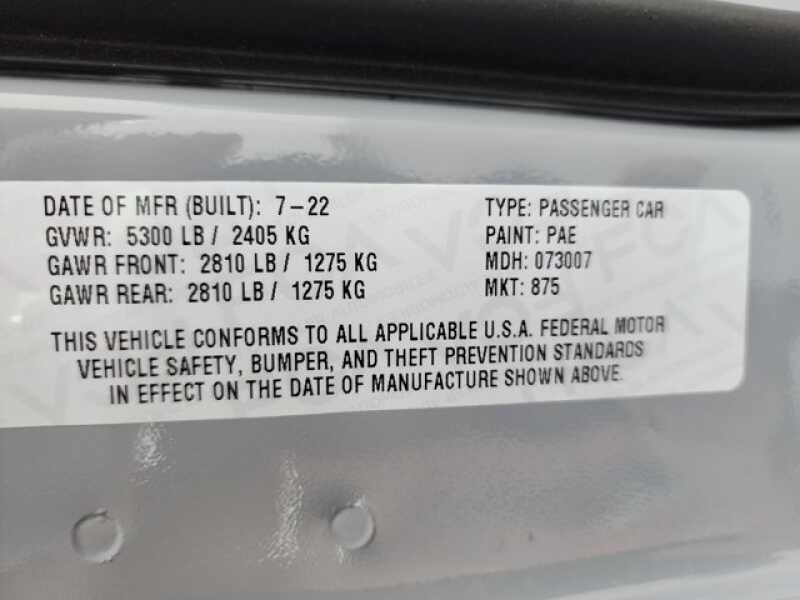 DATE OF MFR (BUILT): 7-22 TYPE: PASSENGER CAR
GVWR: 5300 LB / 2405 KG PAINT: PAE
GAWR FRONT: 2810 LB / 1275 KG MDH: 073007
GAWR REAR: 2810 LB / 1275 KG MKT: 875
THIS VEHICLE CONFORMS TO ALL APPLICABLE U.S.A. FEDERAL MOTOR
VEHICLE SAFETY, BUMPER, AND THEFT PREVENTION STANDARDS
IN EFFECT ON THE DATE OF MANUFACTURE SHOWN ABOVE.